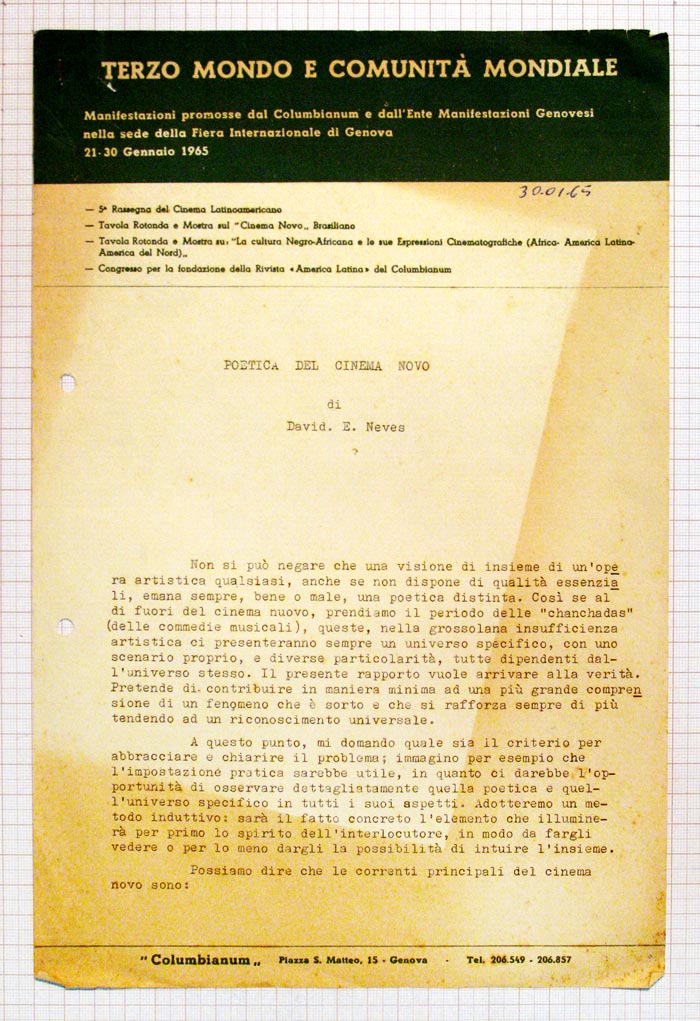 TERZO MONDO E COMUNITÀ MONDIALE
Manifestazioni promosse dal Columbianum e dall'Ente Manifestazioni Genovesi
nella sede della Fiera Internazionale di Genova
21-30 Gennaio 1965
30-01-65
— 5ª Rassegna del Cinema Latinoamericano
— Tavola Rotonda e Mostra sul "Cinema Novo„ Brasiliano
— Tavola Rotonda e Mostra su: "La cultura Negro-Africana e le sue Espressioni Cinematografiche (Africa- America Latina-
America del Nord)„
— Congresso per la fondazione della Rivista «America Latina» del Columbianum
POETICA DEL CINEMA NOVO
di
David. E. Neves
?
Non si può negare che una visione di insieme di un'ope
ra artistica qualsiasi, anche se non dispone di qualità essenzia
li, emana sempre, bene o male, una poetica distinta. Così se al
di fuori del cinema nuovo, prendiamo il periodo delle "chanchadas"
(delle commedie musicali), queste, nella grossolana insufficienza
artistica ci presenteranno sempre un universo specifico, con uno
scenario proprio, e diverse particolarità, tutte dipendenti dal-
l'universo stesso. Il presente rapporto vuole arrivare alla verità.
Pretende di contribuire in maniera minima ad una più grande compren
sione di un fenomeno che è sorto e che si rafforza sempre di più
tendendo ad un riconoscimento universale.
A questo punto, mi domando quale sia il criterio per
abbracciare e chiarire il problema; immagino per esempio che
l'impostazione pratica sarebbe utile, in quanto ci darebbe l'op-
portunità di osservare dettagliatamente quella poetica e quel-
l'universo specifico in tutti i suoi aspetti. Adotteremo un me-
todo induttivo: sarà il fatto concreto l'elemento che illumine-
rà per primo lo spirito dell'interlocutore, in modo da fargli
vedere o per lo meno dargli la possibilità di intuire l'insieme.
Possiamo dire che le correnti principali del cinema
novo sono:
"Columbianum„ Piazza S. Matteo, 15 - Genova - Tel. 206.549 - 206.857